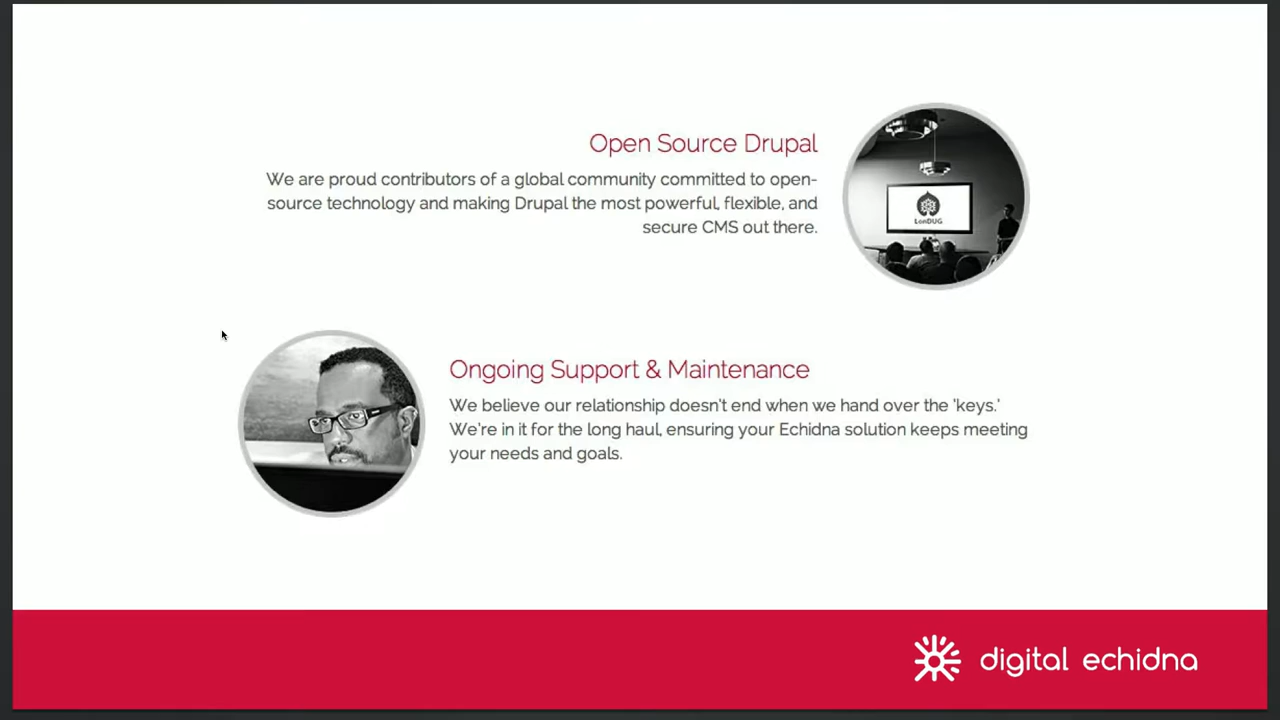 Open Source Drupal
We are proud contributors of a global community committed to open-
source technology and making Drupal the most powerful, flexible, and
secure CMS out there.
LonDUG
Ongoing Support & Maintenance
We believe our relationship doesn't end when we hand over the 'keys.'
We're in it for the long haul, ensuring your Echidna solution keeps meeting
your needs and goals.
digital echidna